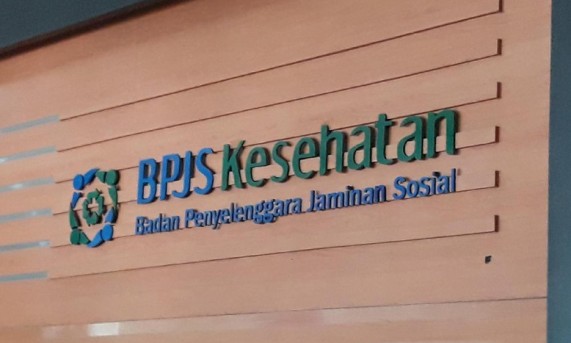 BPJS Kesehatan
Badan Penyelenggara Jaminan Sosial